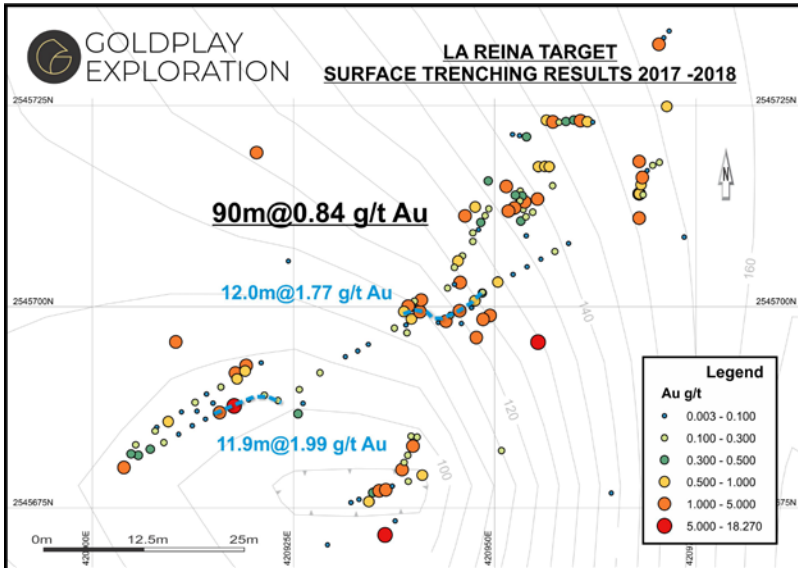 GOLDPLAY
EXPLORATION
LA REINA TARGET
SURFACE TRENCHING RESULTS 2017 -2018
2545725N
N
90m@0.84 g/t Au
160
12.0m@1.77 g/t Au
2545700N
140
120
11.9m@1.99 g/t Au
100
2545675N
Legend
Au g/t
0.003 - 0.100
0.100 - 0.300
0.300 - 0.500
0.500 - 1.000
1.000 - 5.000
5.000 - 18.270
0m 12.5m 25m
420900E
420925E
420950E